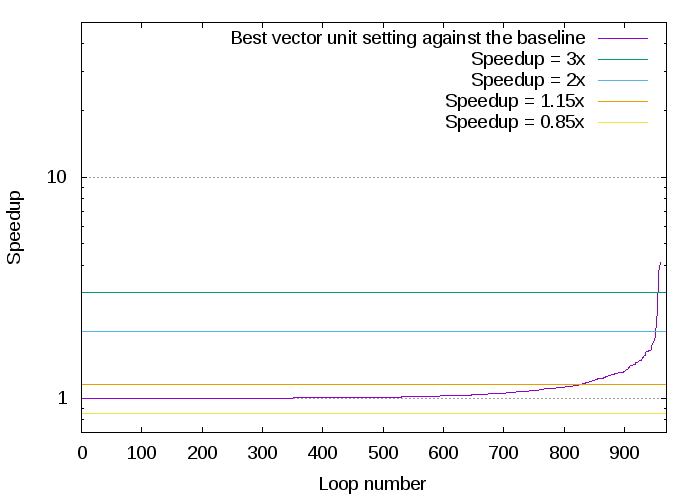 Best vector unit setting against the baseline
Speedup = 3x
Speedup = 2x
Speedup = 1.15x
Speedup = 0.85x
10
1
Speedup
0 100 200 300 400 500 600 700 800 900
Loop number